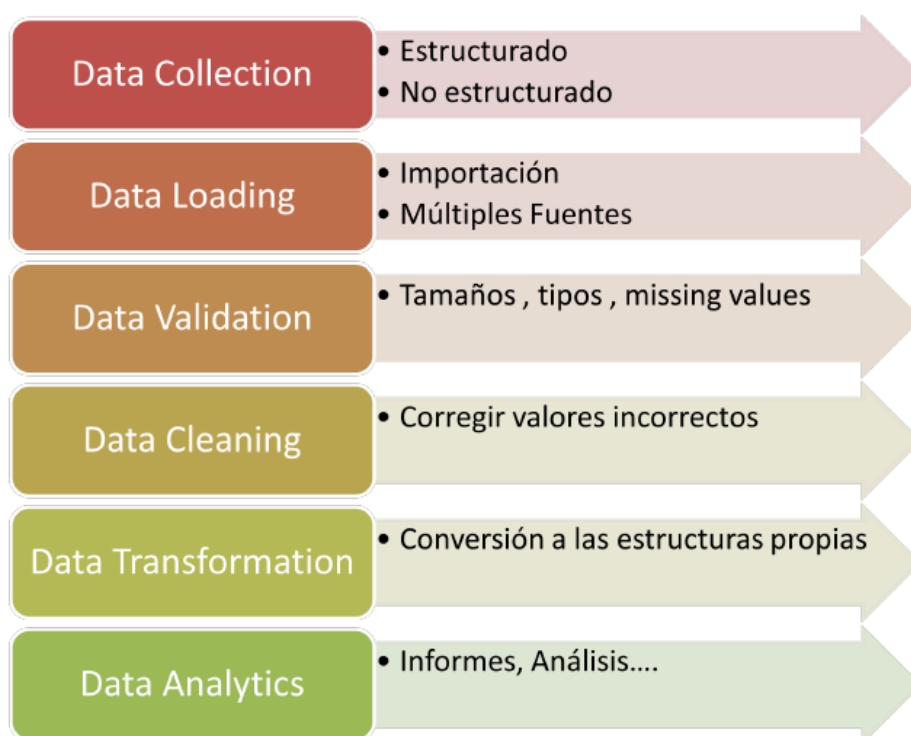 Data Collection
• Estructurado
• No estructurado
Data Loading
• Importación
• Múltiples Fuentes
Data Validation
• Tamaños , tipos , missing values
Data Cleaning
• Corregir valores incorrectos
Data Transformation
• Conversión a las estructuras propias
Data Analytics
• Informes, Análisis....